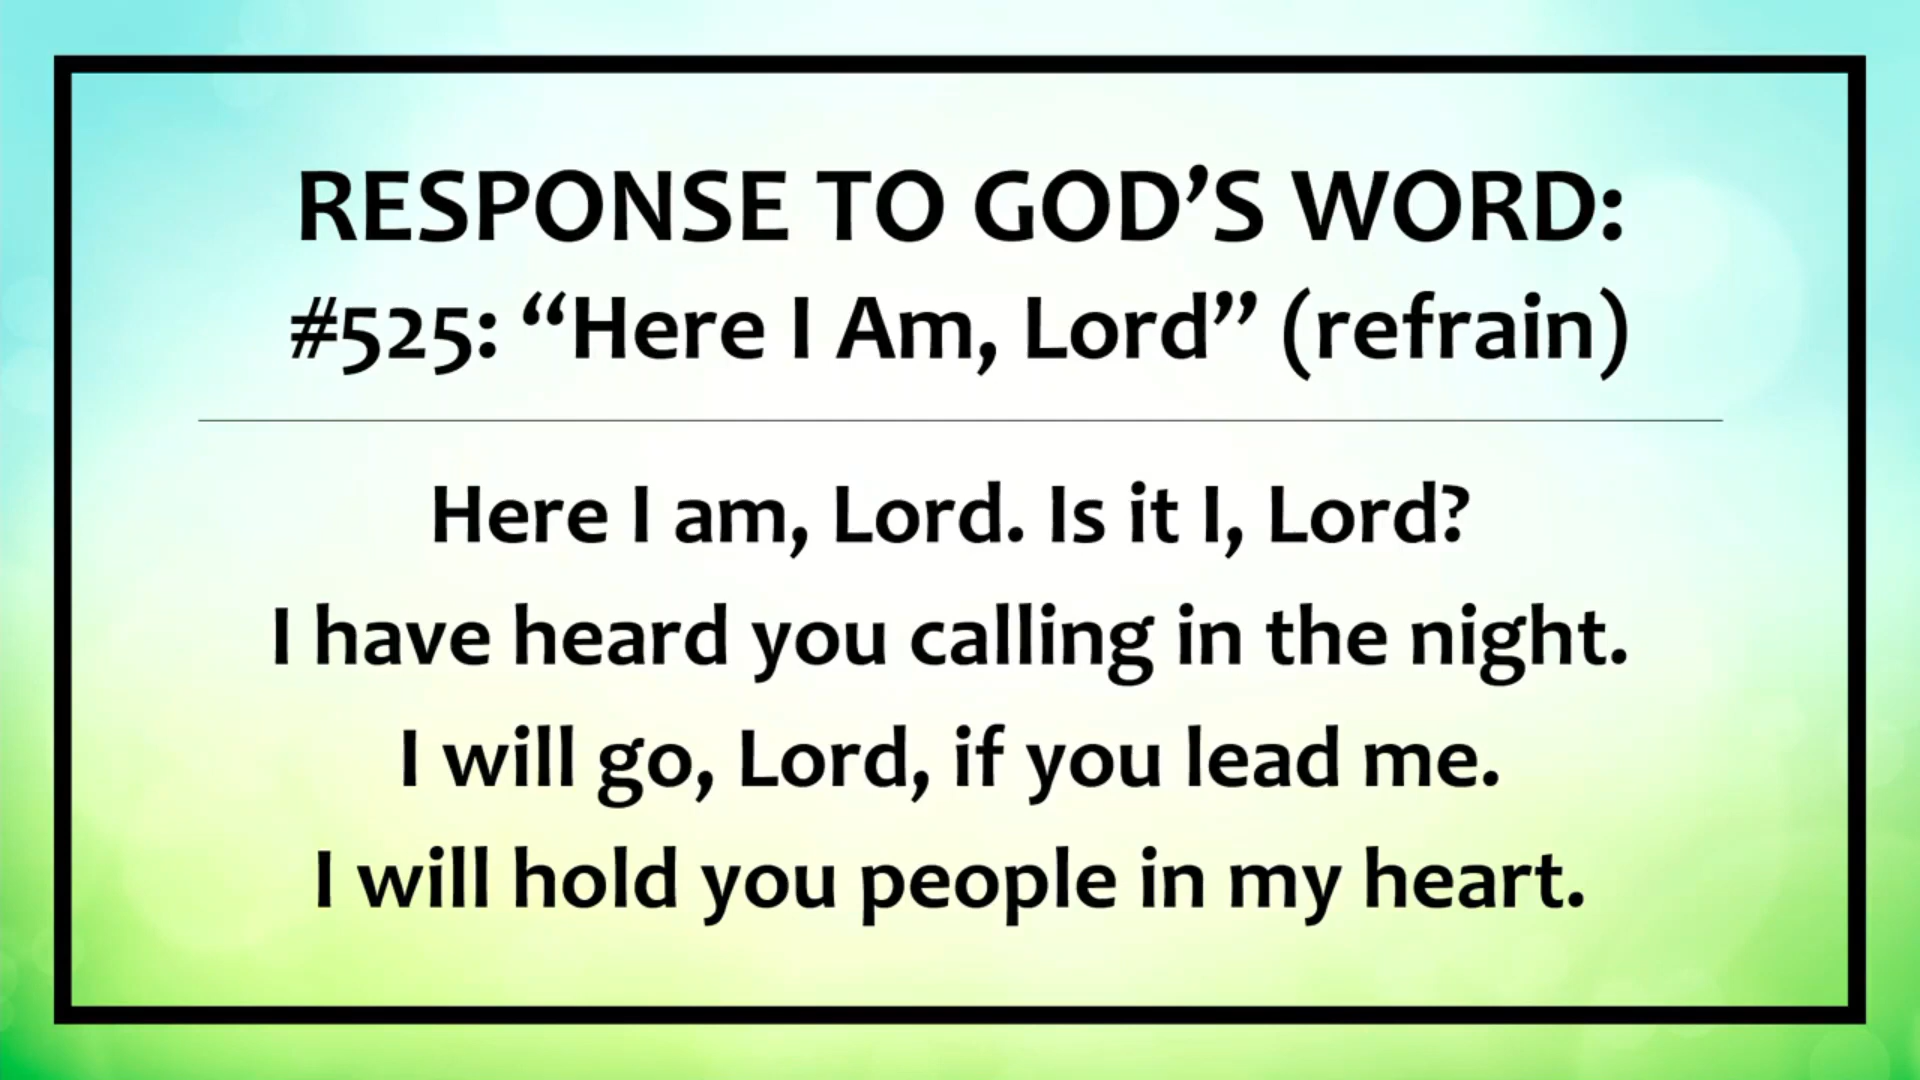 RESPONSE TO GOD’S WORD:
#525: “Here I Am, Lord” (refrain)
Here I am, Lord. Is it I, Lord?
I have heard you calling in the night.
I will go, Lord, if you lead me.
I will hold you people in my heart.